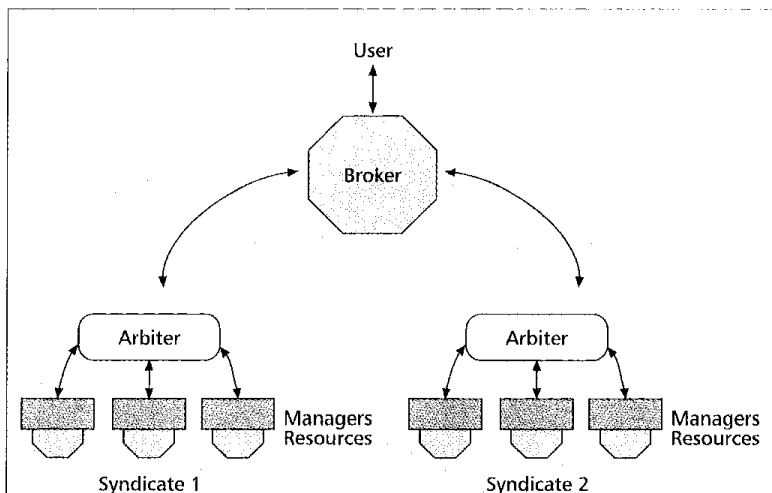 User
Broker
Arbiter
Arbiter
Managers
Resources
Managers
Resources
Syndicate 1
Syndicate 2